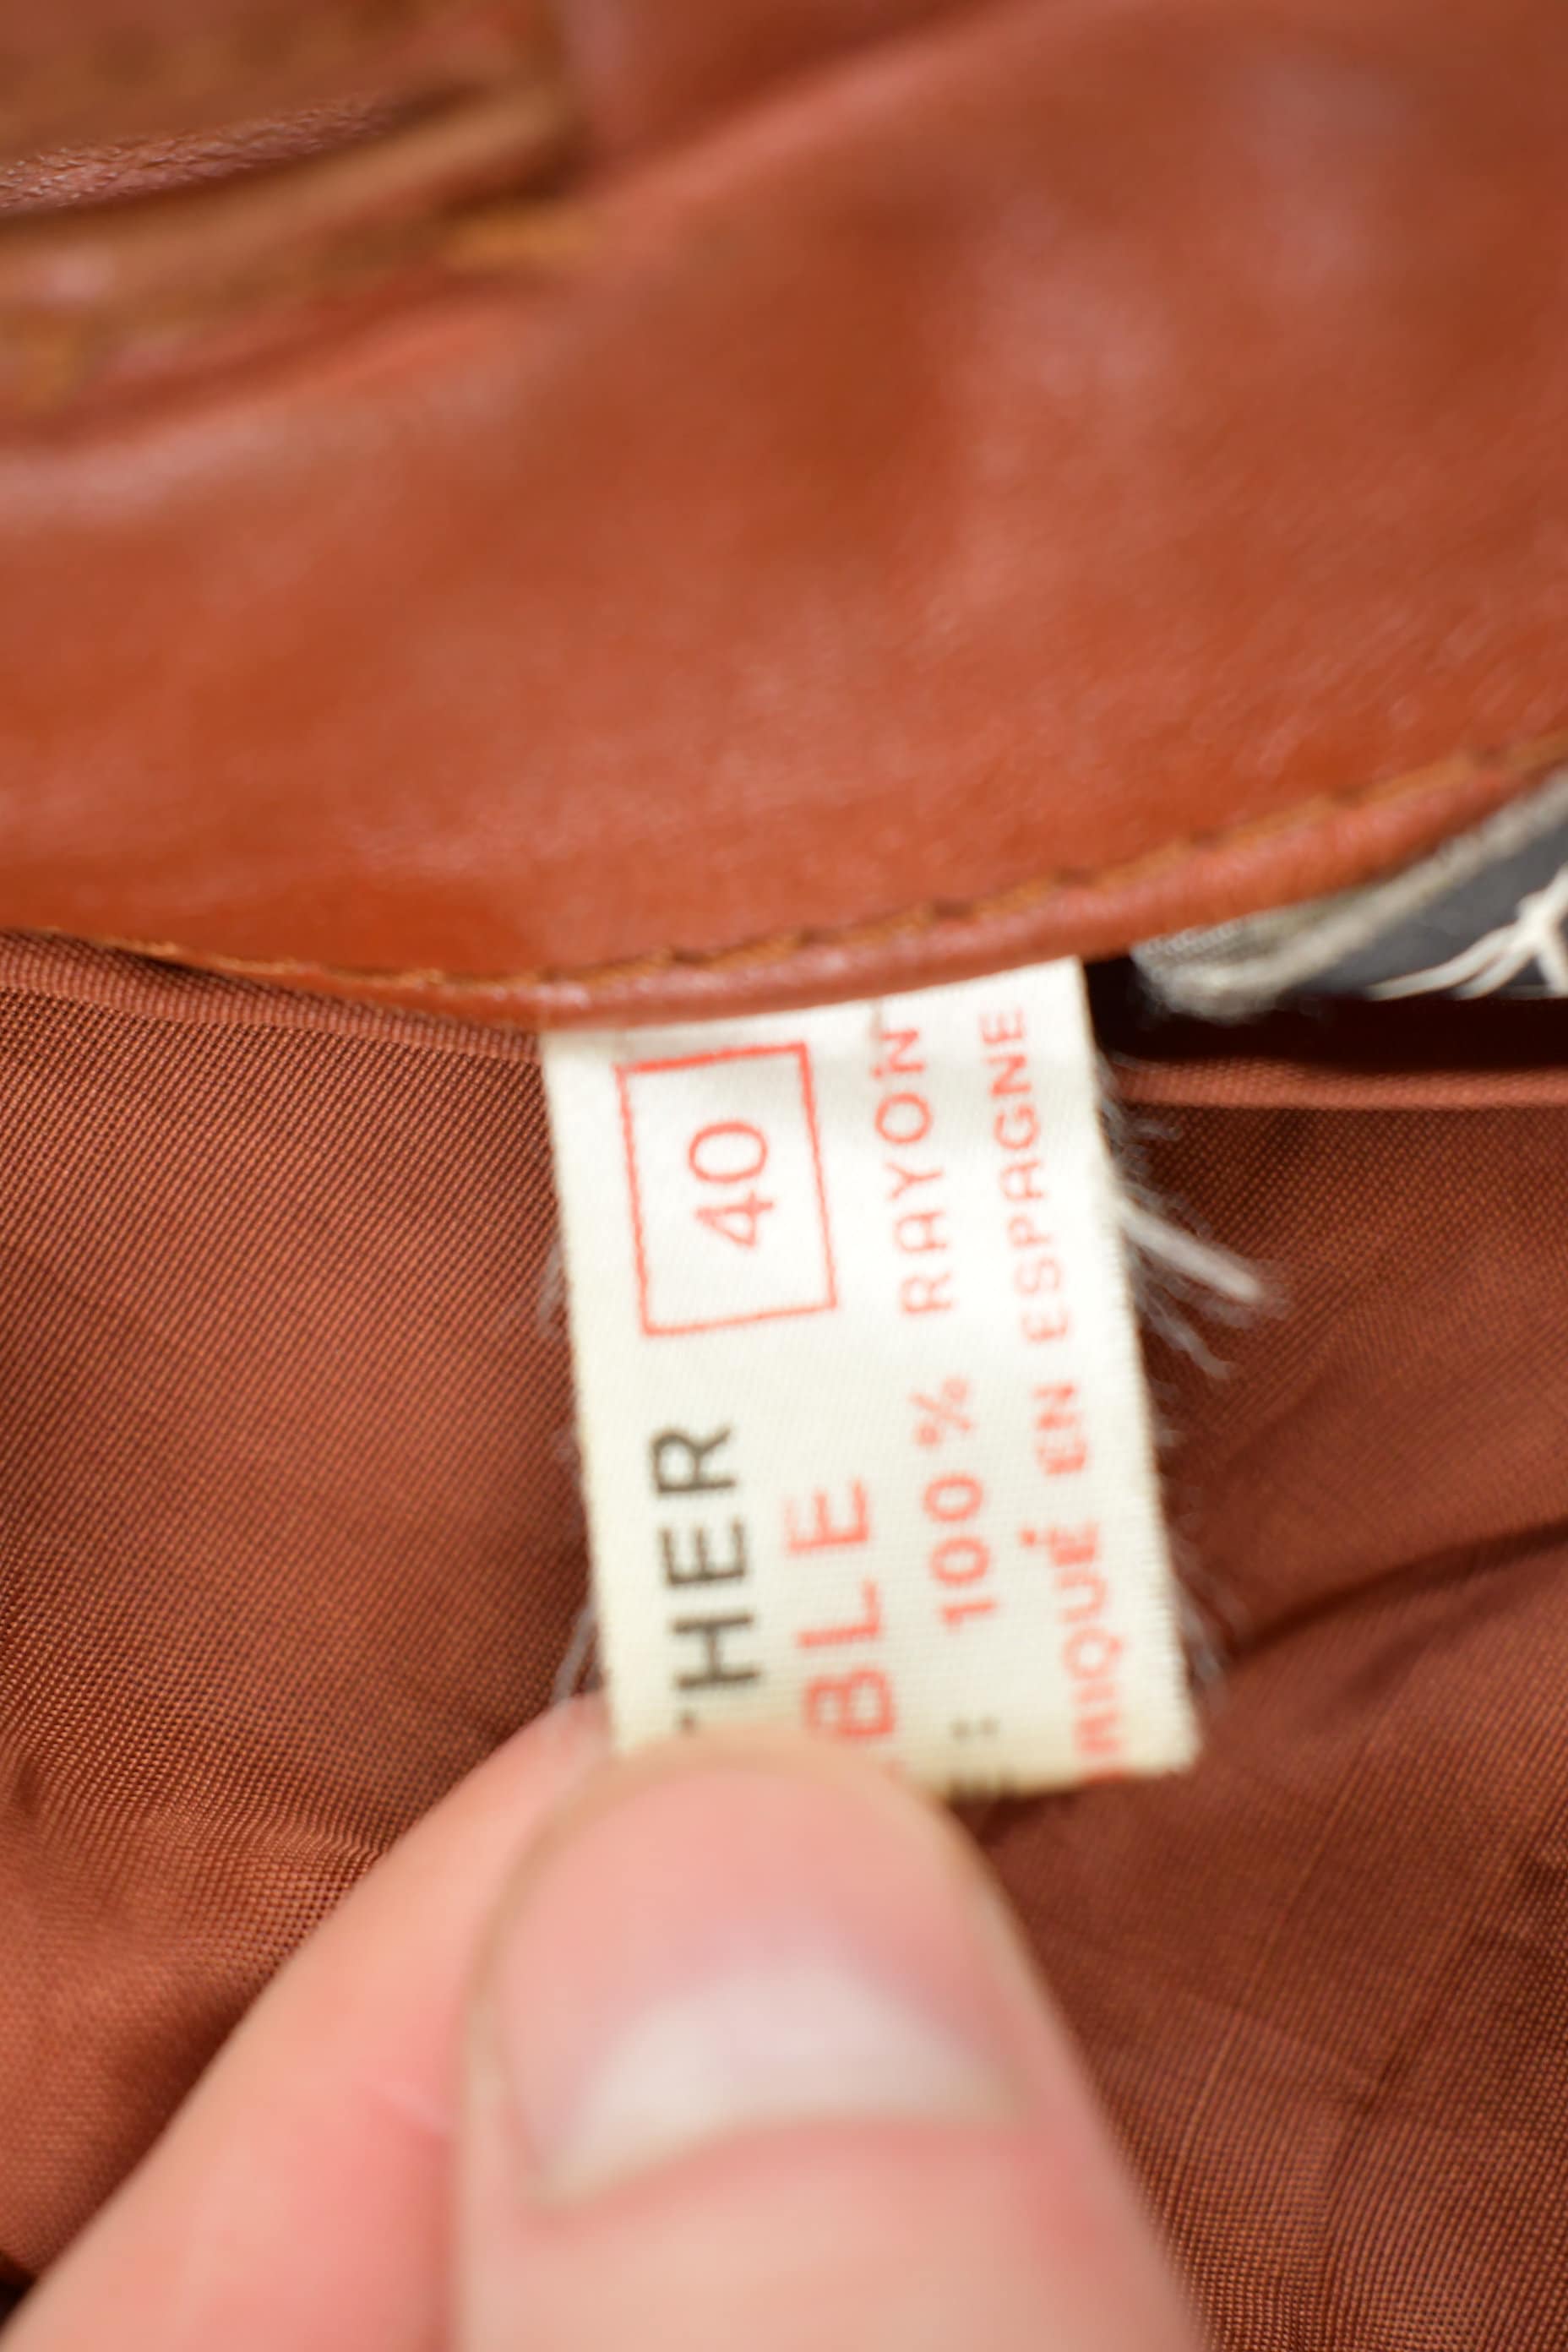 THER 40
BLE
: 100 % RAYON
RIQUÉ EN ESPAGNE